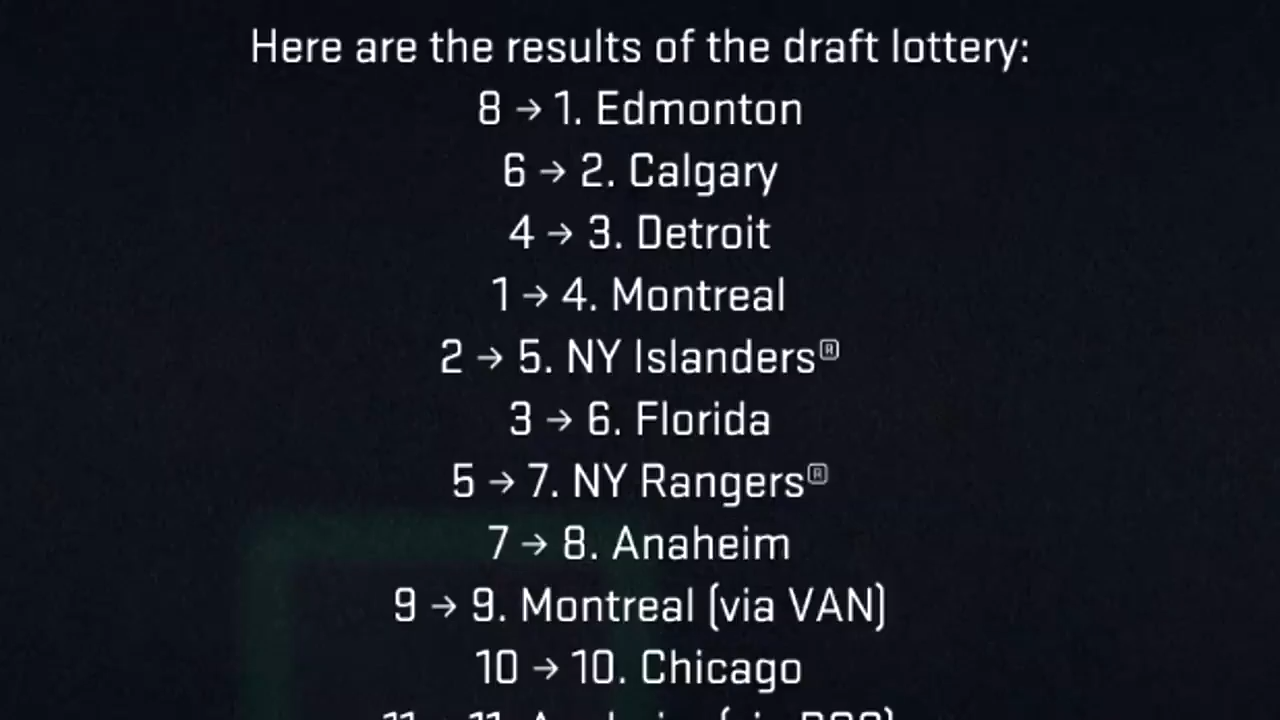 Here are the results of the draft lottery:
8 → 1. Edmonton
6 → 2. Calgary
4 → 3. Detroit
1 → 4. Montreal
2 → 5. NY Islanders®
3 → 6. Florida
5 → 7. NY Rangers®
7 → 8. Anaheim
9 → 9. Montreal (via VAN)
10 → 10. Chicago